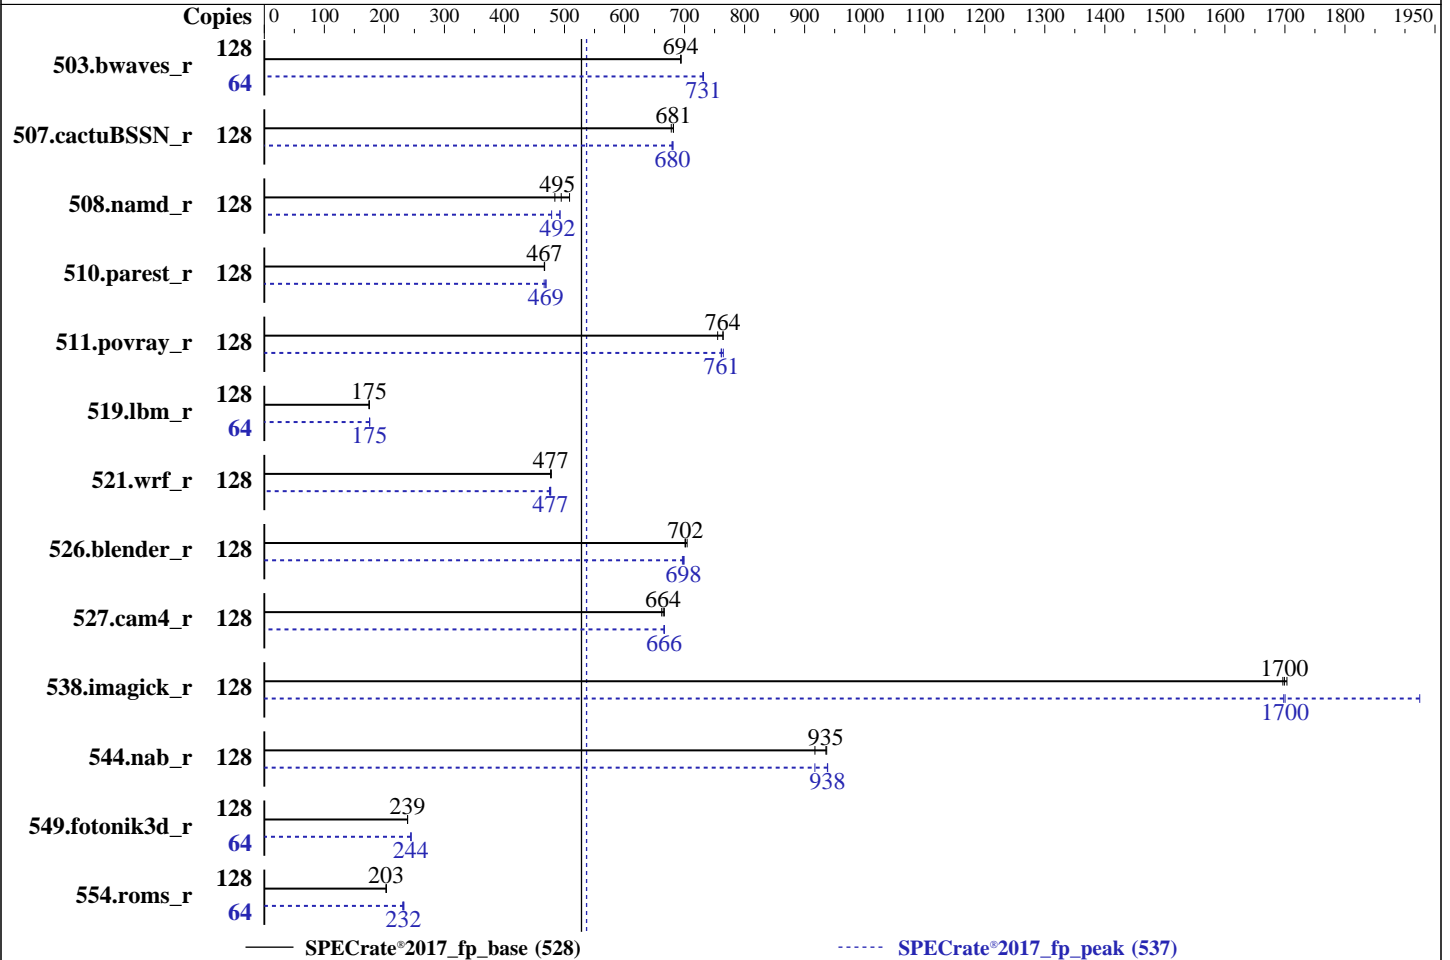 Copies 0 100 200 300 400 500 600 700 800 900 1000 1100 1200 1300 1400 1500 1600 1700 1800 1950
503.bwaves_r 128 694
64 731
507.cactuBSSN_r 128 681
680
508.namd_r 128 495
492
510.parest_r 128 467
469
511.povray_r 128 764
761
519.lbm_r 128 175
64 175
521.wrf_r 128 477
477
526.blender_r 128 702
698
527.cam4_r 128 664
666
538.imagick_r 128 1700
1700
544.nab_r 128 935
938
549.fotonik3d_r 128 239
64 244
554.roms_r 128 203
64 232
SPECrate®2017_fp_base (528) SPECrate®2017_fp_peak (537)